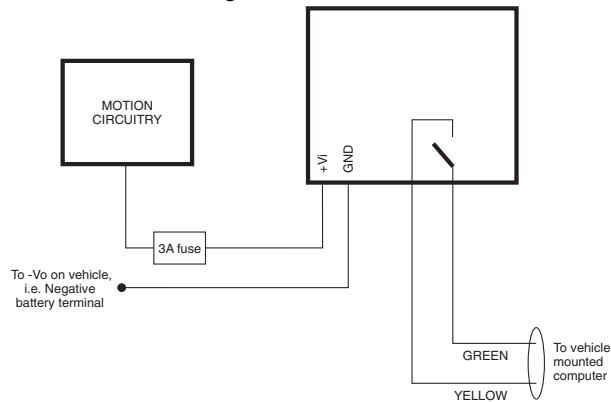 MOTION
CIRCUITRY
+Vi
GND
3A fuse
To -Vo on vehicle,
i.e. Negative
battery terminal
GREEN
YELLOW
To vehicle
mounted
computer